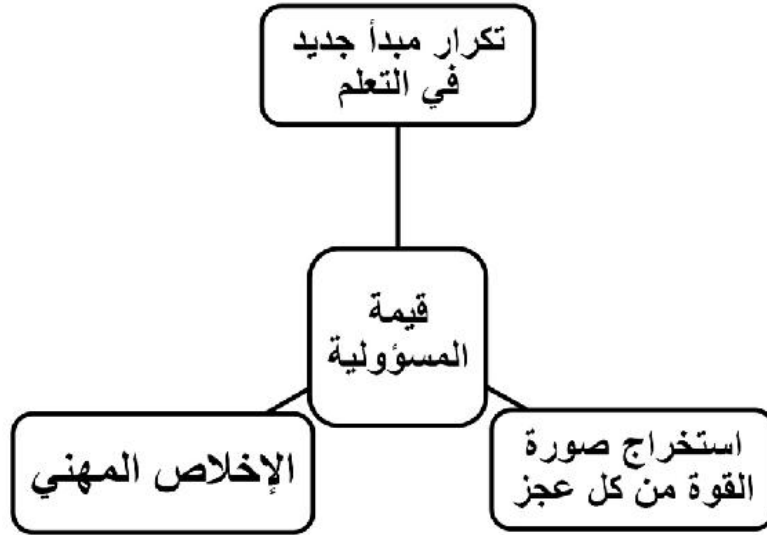 تكرار مبدأ جديد
في التعلم
قيمة
المسؤولية
استخراج صورة
القوة من كل عجز
الإخلاص المهني